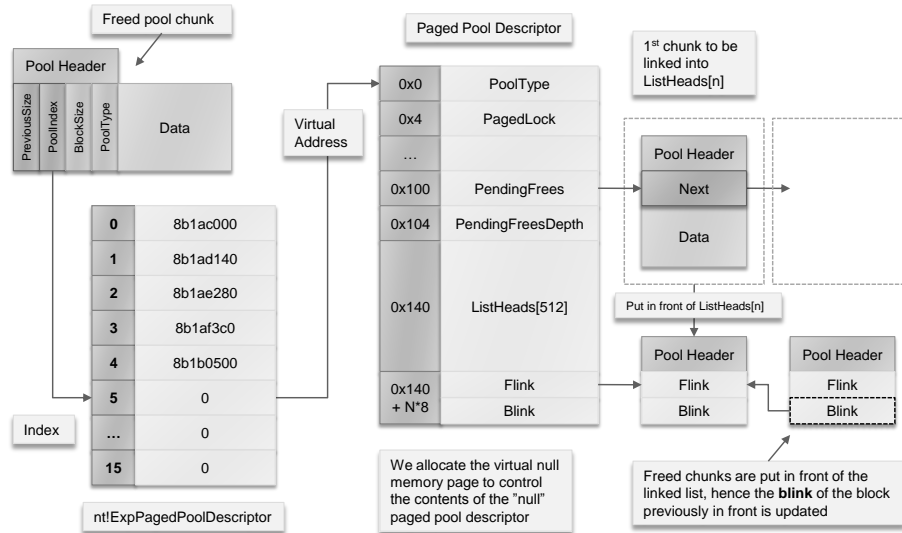 Freed pool chunk
Pool Header
PreviousSize
PoolIndex
BlockSize
PoolType
Data
Index
0 8b1ac000
1 8b1ad140
2 8b1ae280
3 8b1af3c0
4 8b1b0500
5 0
... 0
15 0
nt!ExpPagedPoolDescriptor
Virtual
Address
Paged Pool Descriptor
0x0 PoolType
0x4 PagedLock
...
0x100 PendingFrees
0x104 PendingFreesDepth
0x140 ListHeads[512]
0x140
+ N*8
Flink
Blink
We allocate the virtual null
memory page to control
the contents of the ”null”
paged pool descriptor
1st chunk to be
linked into
ListHeads[n]
Pool Header
Next
Data
Put in front of ListHeads[n]
Pool Header
Flink
Blink
Pool Header
Flink
Blink
Freed chunks are put in front of the
linked list, hence the blink of the block
previously in front is updated